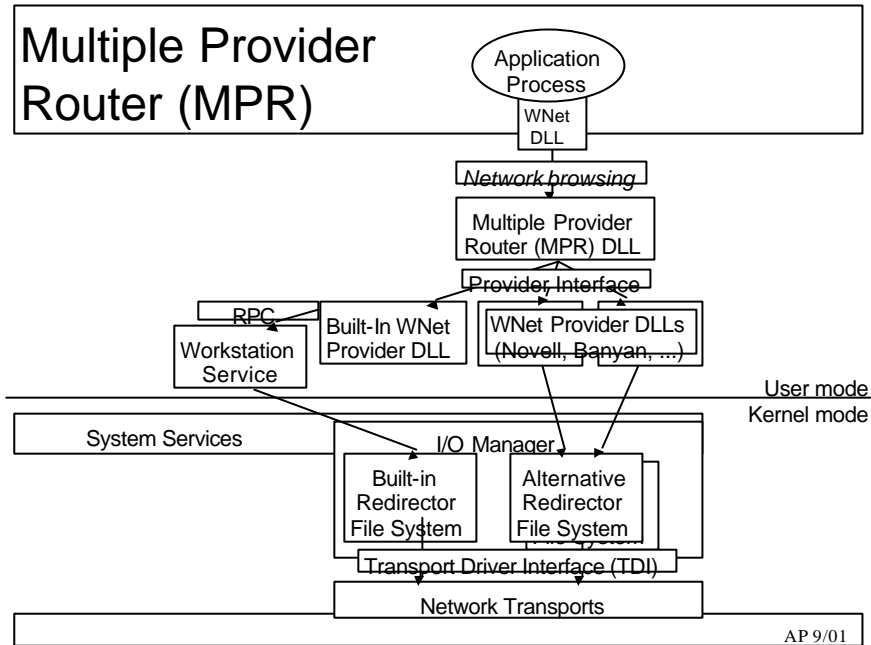 Multiple Provider
Router (MPR)
Application
Process
WNet
DLL
Network browsing
Multiple Provider
Router (MPR) DLL
Provider Interface
RPC
Built-In WNet
Provider DLL
WNet Provider DLLs
(Novell, Banyan, ...)
Workstation
Service
User mode
Kernel mode
System Services
I/O Manager
Built-in
Redirector
File System
Alternative
Redirector
File System
File System
Transport Driver Interface (TDI)
Network Transports
AP 9/01